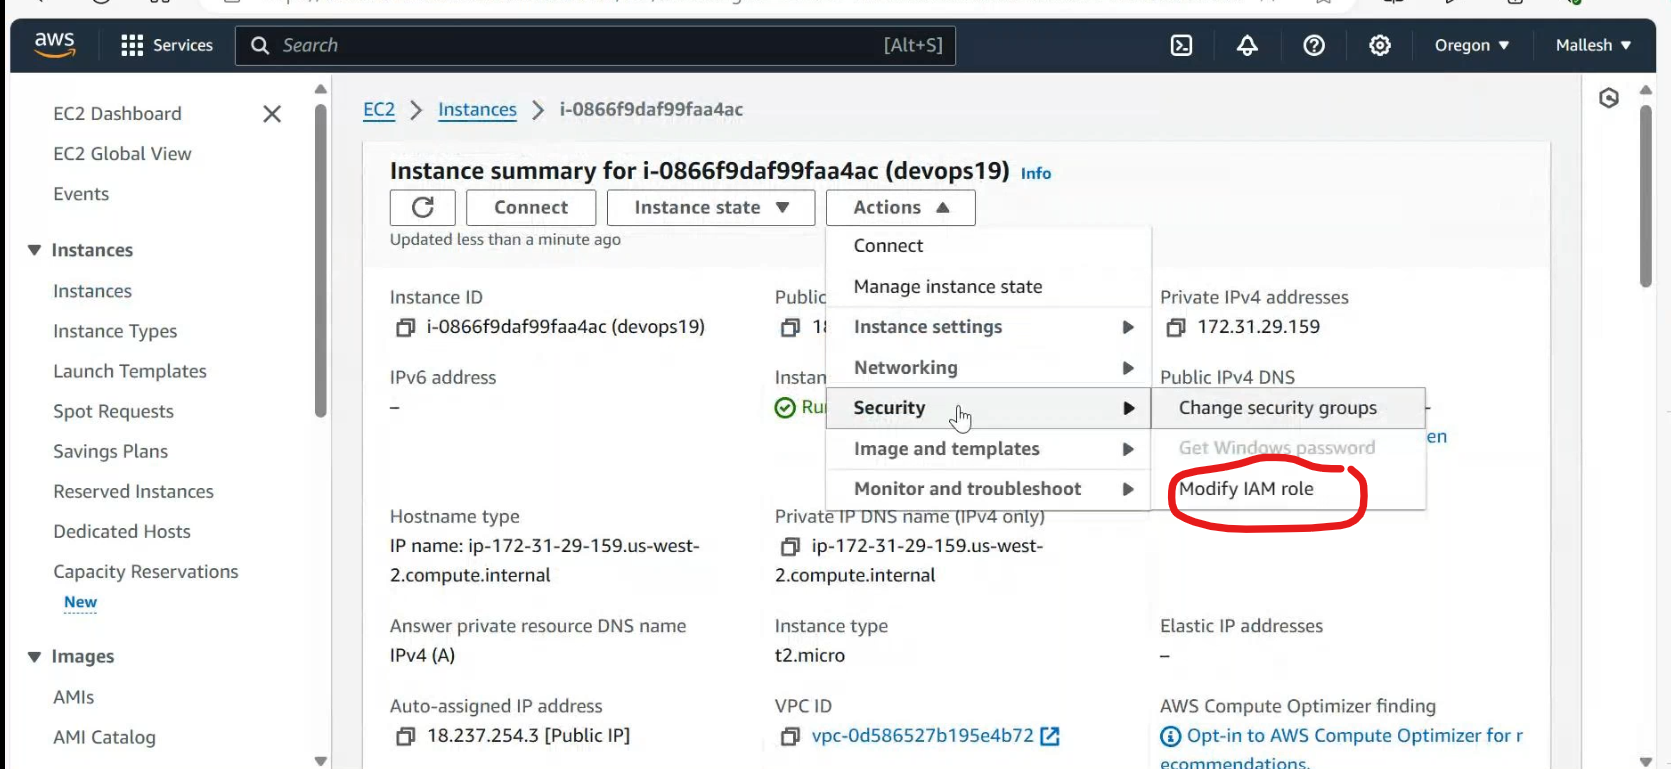 aws
Services
Search
[Alt+S]
Oregon ▼
Mallesh ▼
EC2 Dashboard
EC2 Global View
Events
Instances
Instances
Instance Types
Launch Templates
Spot Requests
Savings Plans
Reserved Instances
Dedicated Hosts
Capacity Reservations
New
Images
AMIs
AMI Catalog
EC2 > Instances > i-0866f9daf99faa4ac
Instance summary for i-0866f9daf99faa4ac (devops19) Info
Connect
Instance state ▼
Actions ▲
Updated less than a minute ago
Connect
Manage instance state
Instance settings
Networking
Security
Image and templates
Monitor and troubleshoot
Change security groups
Get Windows password
Modify IAM role
Instance ID
i-0866f9daf99faa4ac (devops19)
Public
Private IPv4 addresses
172.31.29.159
IPv6 address
–
Instan
Ru
Public IPv4 DNS
–
en
Hostname type
IP name: ip-172-31-29-159.us-west-
2.compute.internal
Private IP DNS name (IPv4 only)
ip-172-31-29-159.us-west-
2.compute.internal
Answer private resource DNS name
IPv4 (A)
Instance type
t2.micro
Elastic IP addresses
–
Auto-assigned IP address
18.237.254.3 [Public IP]
VPC ID
vpc-0d586527b195e4b72
AWS Compute Optimizer finding
Opt-in to AWS Compute Optimizer for r
ecommendations.